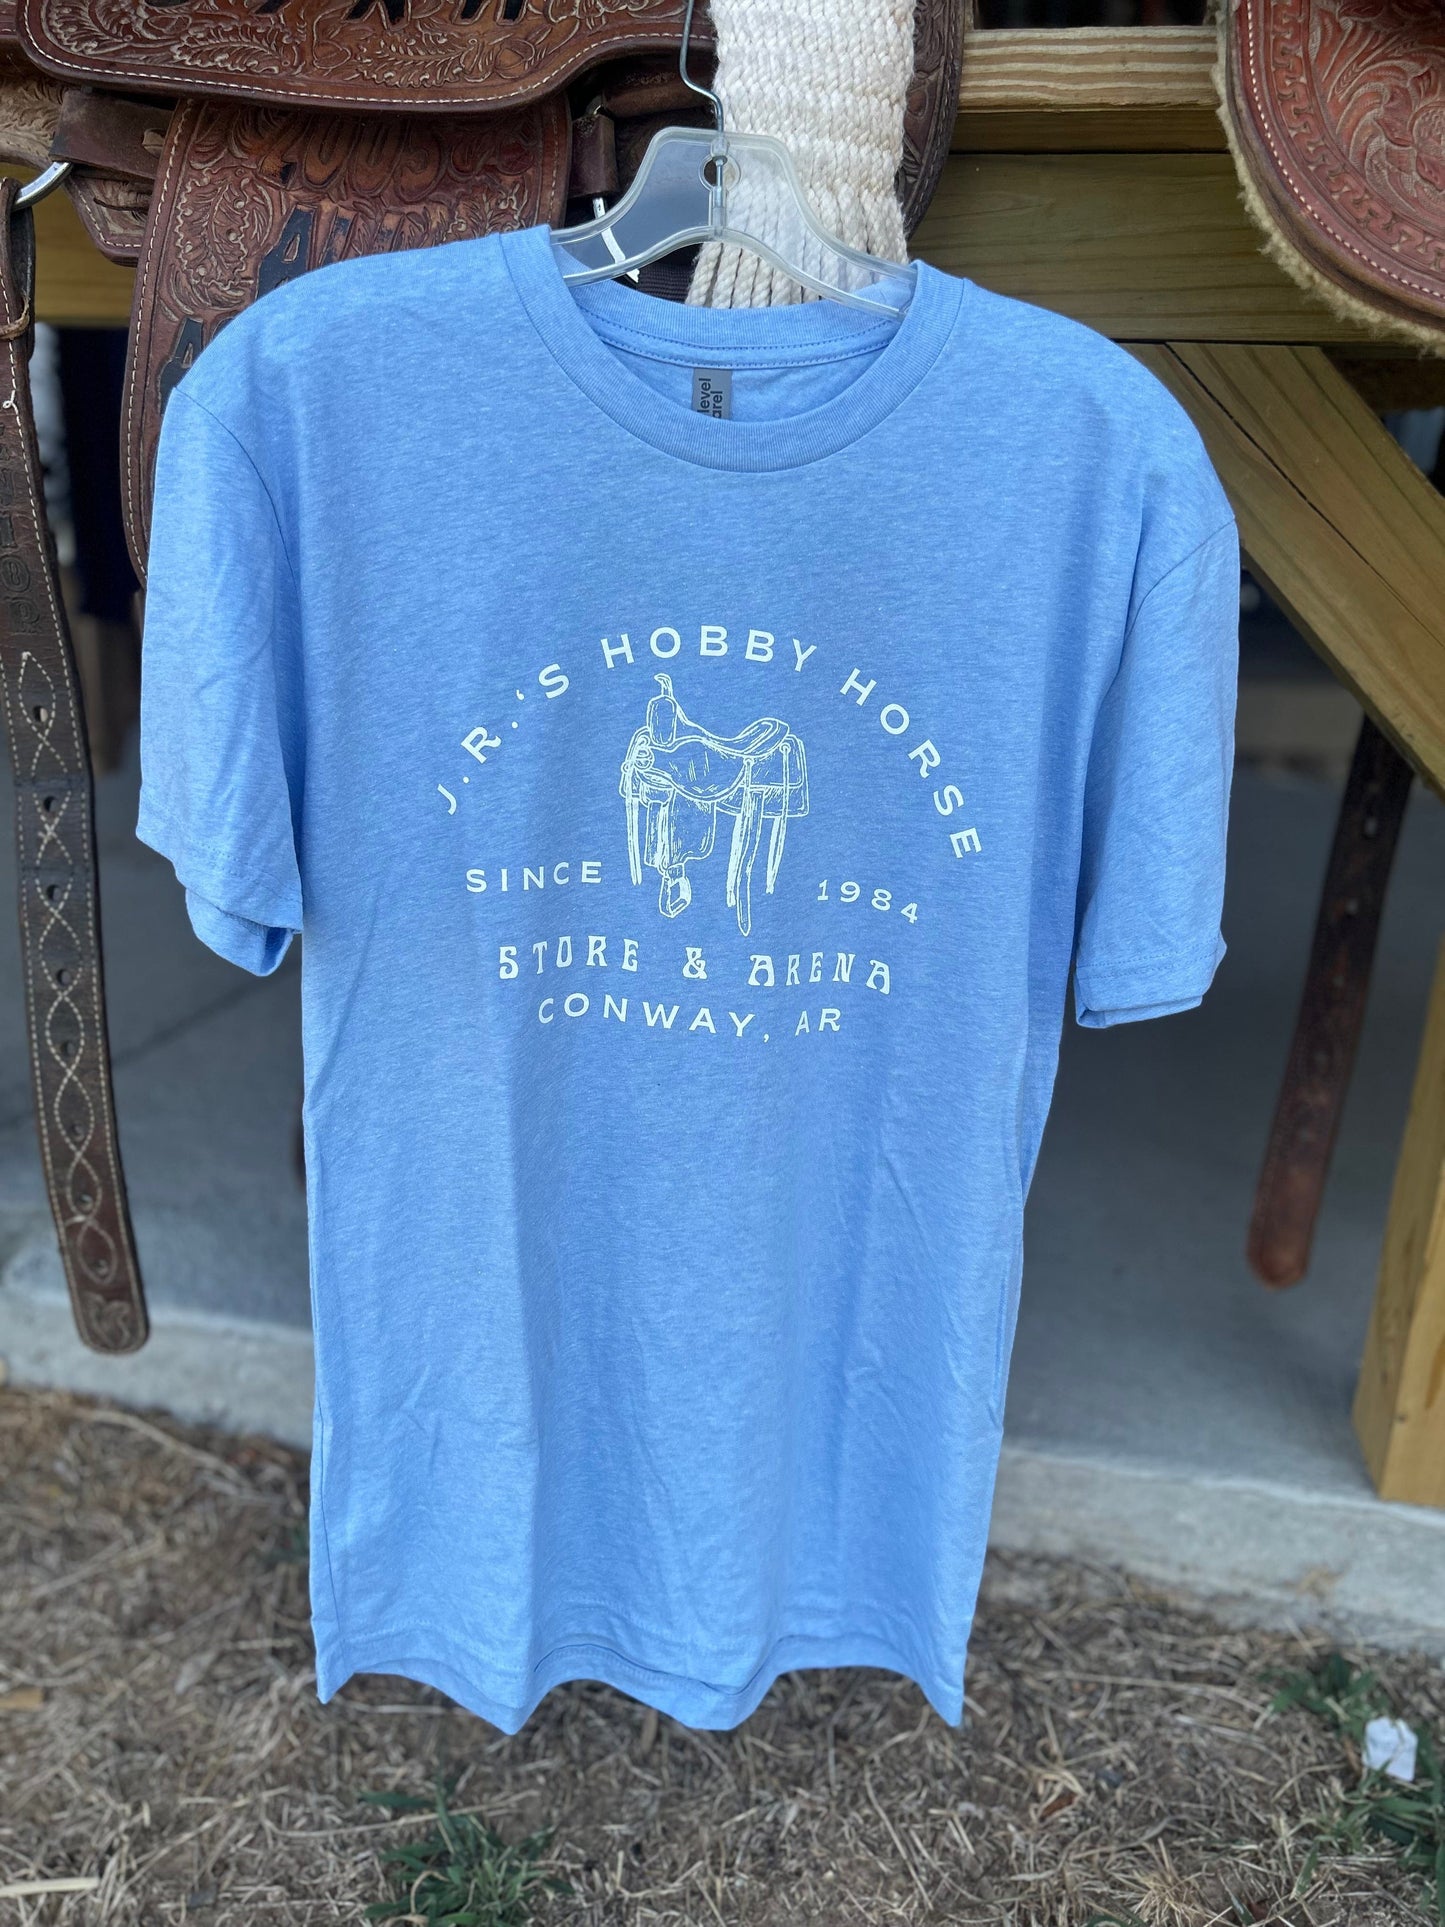 J.R.'S HOBBY HORSE
SINCE 1984
STORE & ARENA
CONWAY, AR